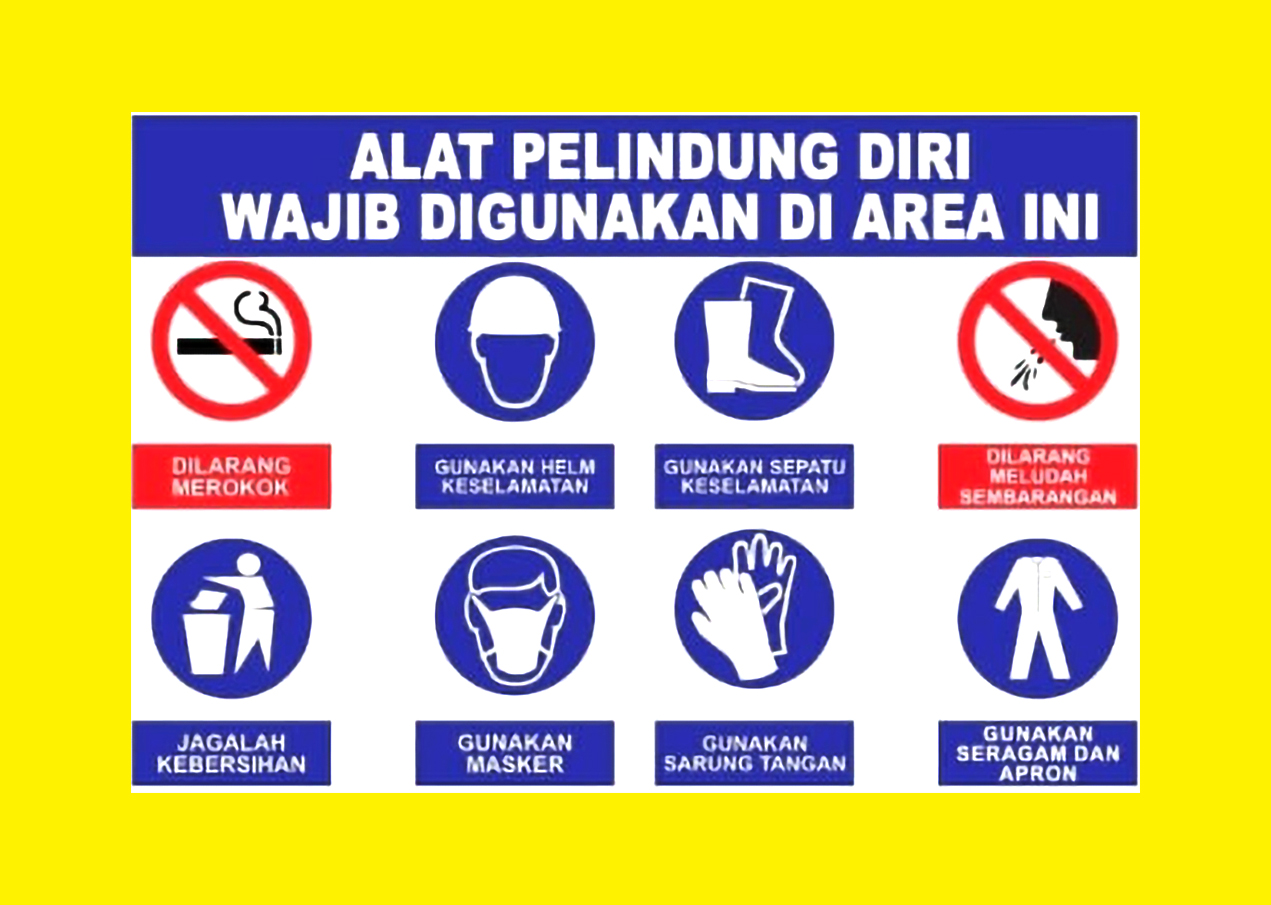 ALAT PELINDUNG DIRI
WAJIB DIGUNAKAN DI AREA INI
DILARANG
MEROKOK
GUNAKAN HELM
KESELAMATAN
GUNAKAN SEPATU
KESELAMATAN
DILARANG
MELUDAH
SEMBARANGAN
JAGALAH
KEBERSIHAN
GUNAKAN
MASKER
GUNAKAN
SARUNG TANGAN
GUNAKAN
SERAGAM DAN
APRON